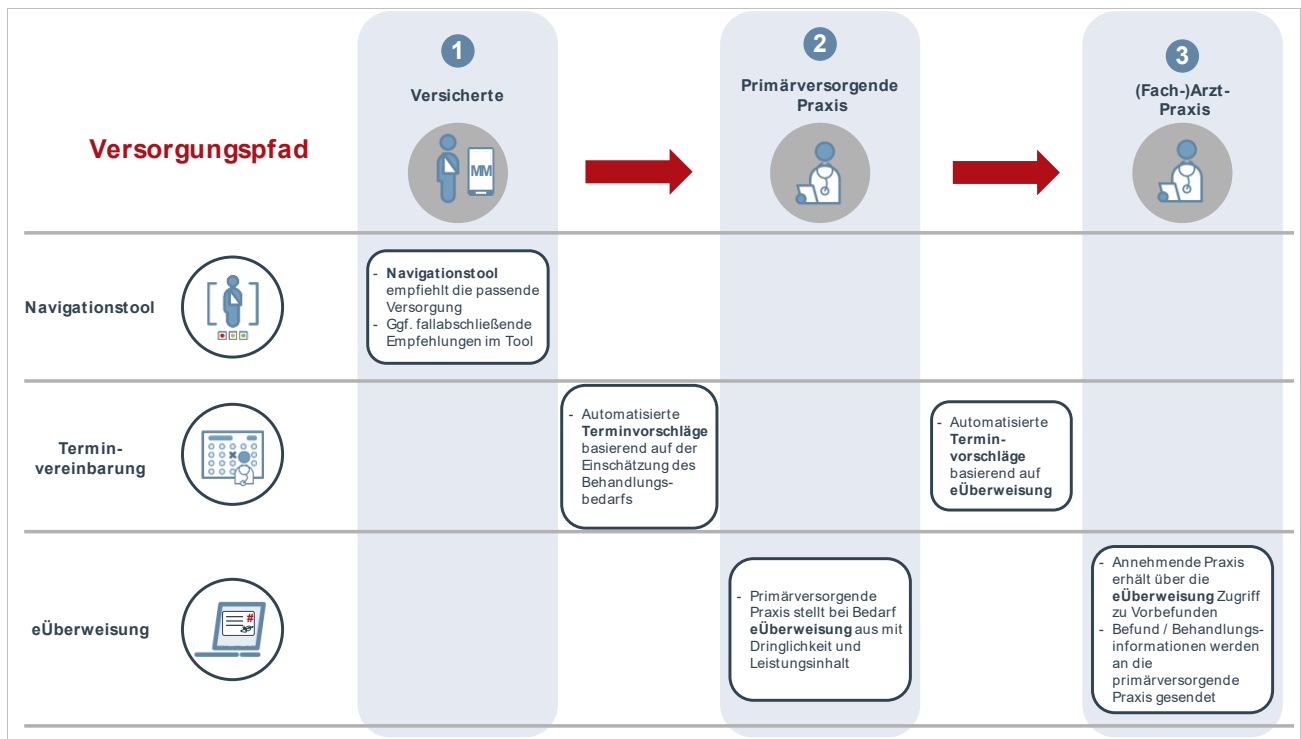 1
Versicherte
2
Primärversorgende
Praxis
3
(Fach-)Arzt-
Praxis
Versorgungspfad
MM
Navigationstool
- Navigationstool
empfiehlt die passende
Versorgung
- Ggf. fallabschließende
Empfehlungen im Tool
Termin-
vereinbarung
- Automatisierte
Terminvorschläge
basierend auf der
Einschätzung des
Behandlungs-
bedarfs
- Automatisierte
Termin-
vorschläge
basierend auf
eÜberweisung
eÜberweisung
#
- Primärversorgende
Praxis stellt bei Bedarf
eÜberweisung aus mit
Dringlichkeit und
Leistungsinhalt
- Annehmende Praxis
erhält über die
eÜberweisung Zugriff
zu Vorbefunden
- Befund / Behandlungs-
informationen werden
an die
primärversorgende
Praxis gesendet